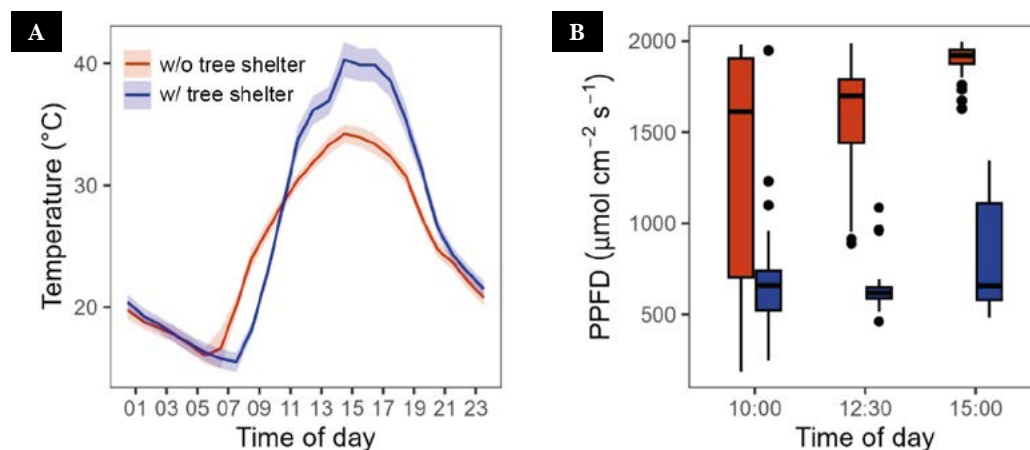 A
40
30
20
Temperature (°C)
w/o tree shelter
w/ tree shelter
01 03 05 07 09 11 13 15 17 19 21 23
Time of day
B
2000
1500
1000
500
PPFD (μmol cm⁻² s⁻¹)
10:00 12:30 15:00
Time of day